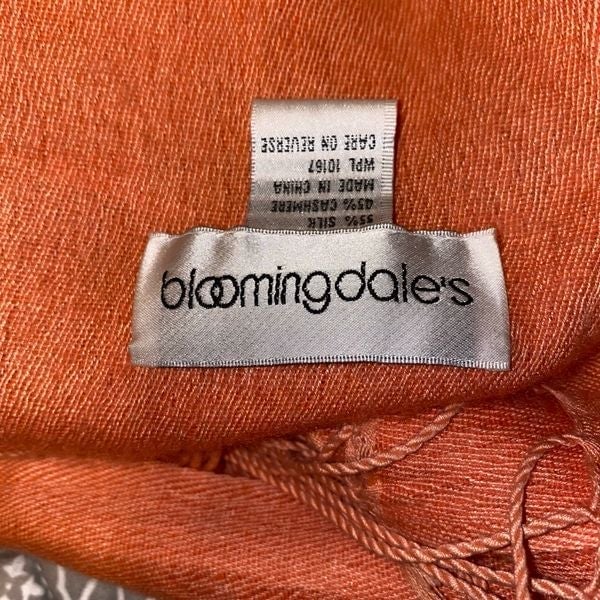 55% SILK
45% CASHMERE
MADE IN CHINA
WPL 10167
CARE ON REVERSE
bloomingdale's